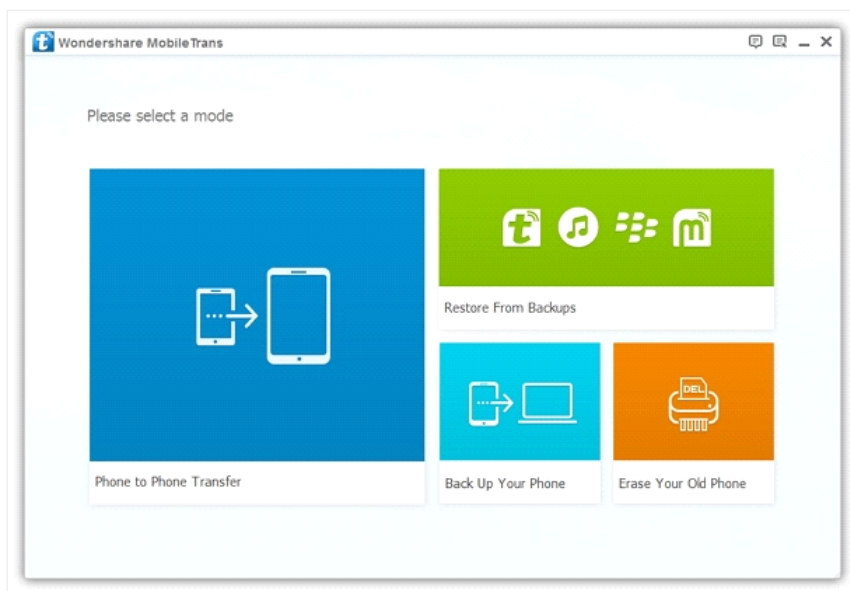 Wondershare MobileTrans
Please select a mode
Restore From Backups
DEL
Phone to Phone Transfer
Back Up Your Phone
Erase Your Old Phone